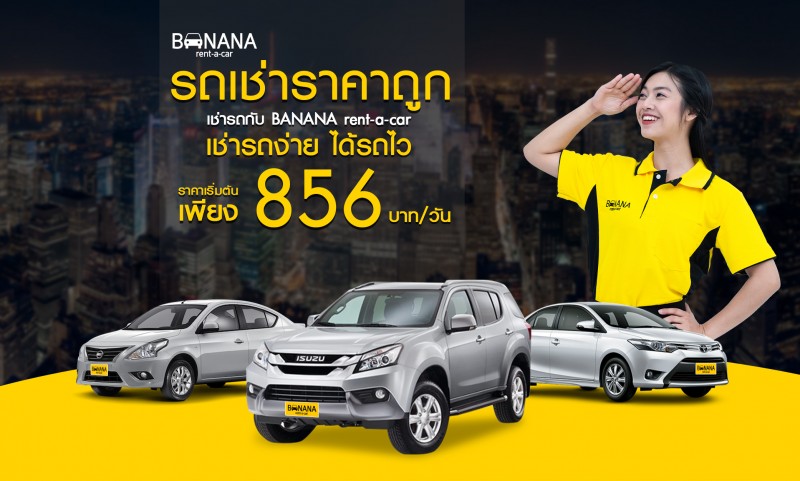 BANANA
rent-a-car
รถเช่าราคาถูก
เช่ารถกับ BANANA rent-a-car
เช่ารถง่าย ได้รถไว
ราคาเริ่มต้น
เพียง 856 บาท/วัน
BANANA
ISUZU
BANANA